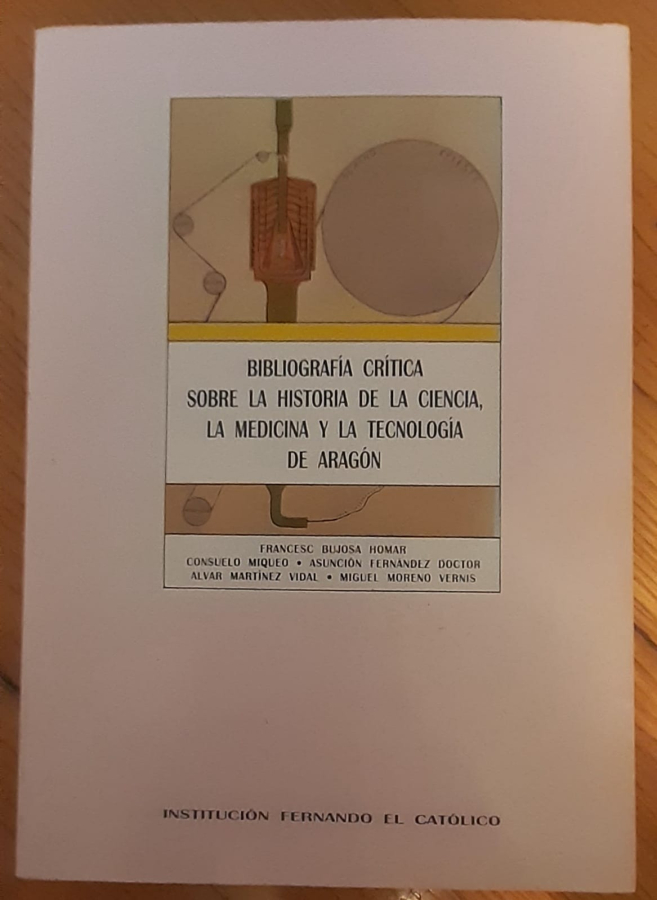 BIBLIOGRAFÍA CRÍTICA
SOBRE LA HISTORIA DE LA CIENCIA,
LA MEDICINA Y LA TECNOLOGÍA
DE ARAGÓN
FRANCESC BUJOSA HOMAR
CONSUELO MIQUEO • ASUNCIÓN FERNÁNDEZ DOCTOR
ALVAR MARTÍNEZ VIDAL • MIGUEL MORENO VERNIS
INSTITUCIÓN FERNANDO EL CATÓLICO